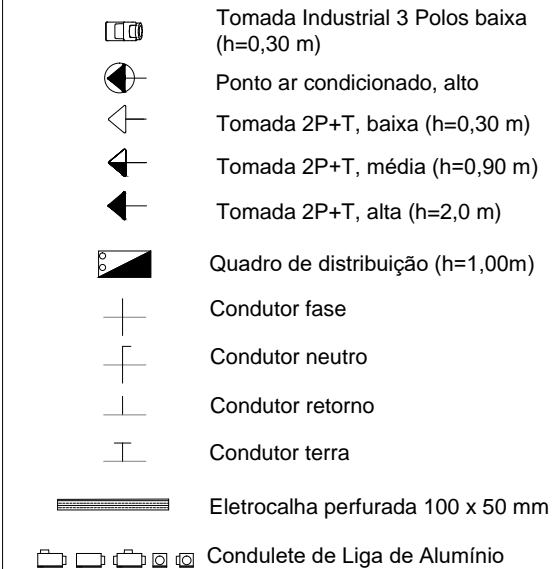 Tomada Industrial 3 Polos baixa
(h=0,30 m)
Ponto ar condicionado, alto
Tomada 2P+T, baixa (h=0,30 m)
Tomada 2P+T, média (h=0,90 m)
Tomada 2P+T, alta (h=2,0 m)
Quadro de distribuição (h=1,00m)
Condutor fase
Condutor neutro
Condutor retorno
Condutor terra
Eletrocalha perfurada 100 x 50 mm
Condulete de Liga de Alumínio